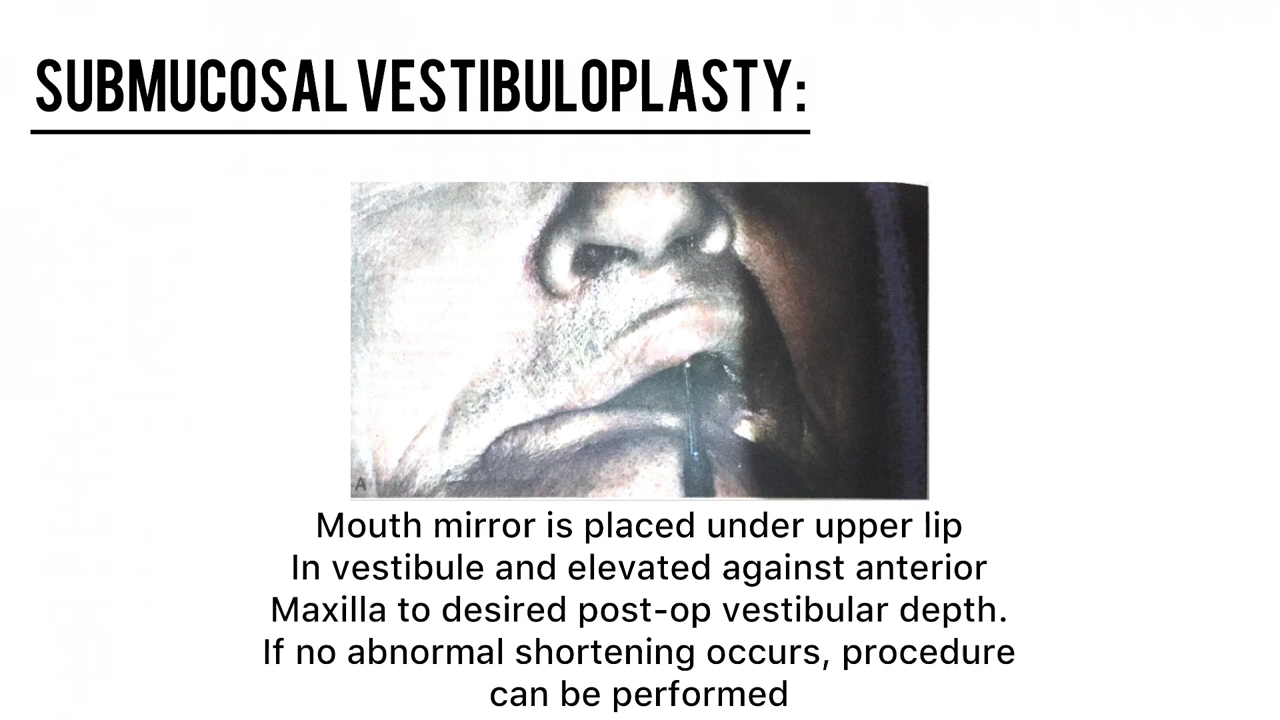 SUBMUCOSAL VESTIBULOPLASTY:
A
Mouth mirror is placed under upper lip
In vestibule and elevated against anterior
Maxilla to desired post-op vestibular depth.
If no abnormal shortening occurs, procedure
can be performed